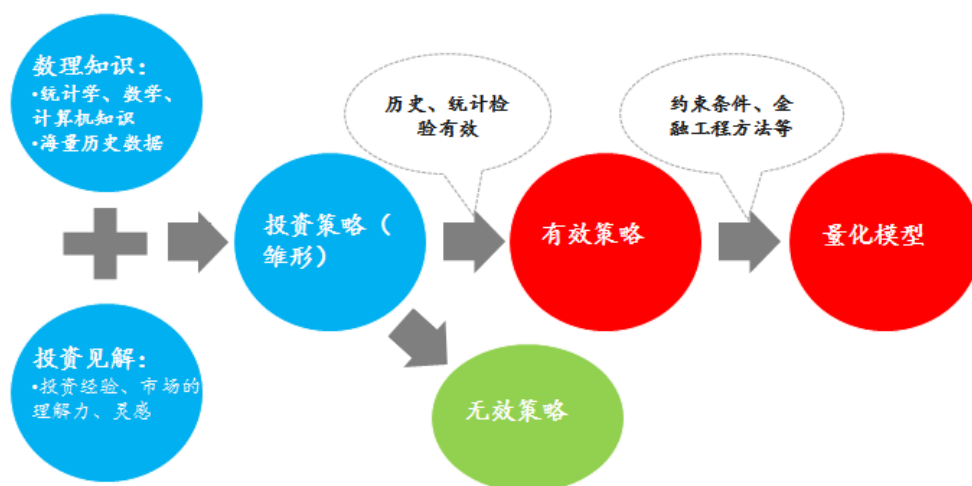 数理知识：
•统计学、数学、
计算机知识
•海量历史数据
投资见解：
•投资经验、市场的
理解力、灵感
投资策略（
雏形）
历史、统计检
验有效
有效策略
无效策略
约束条件、金
融工程方法等
量化模型